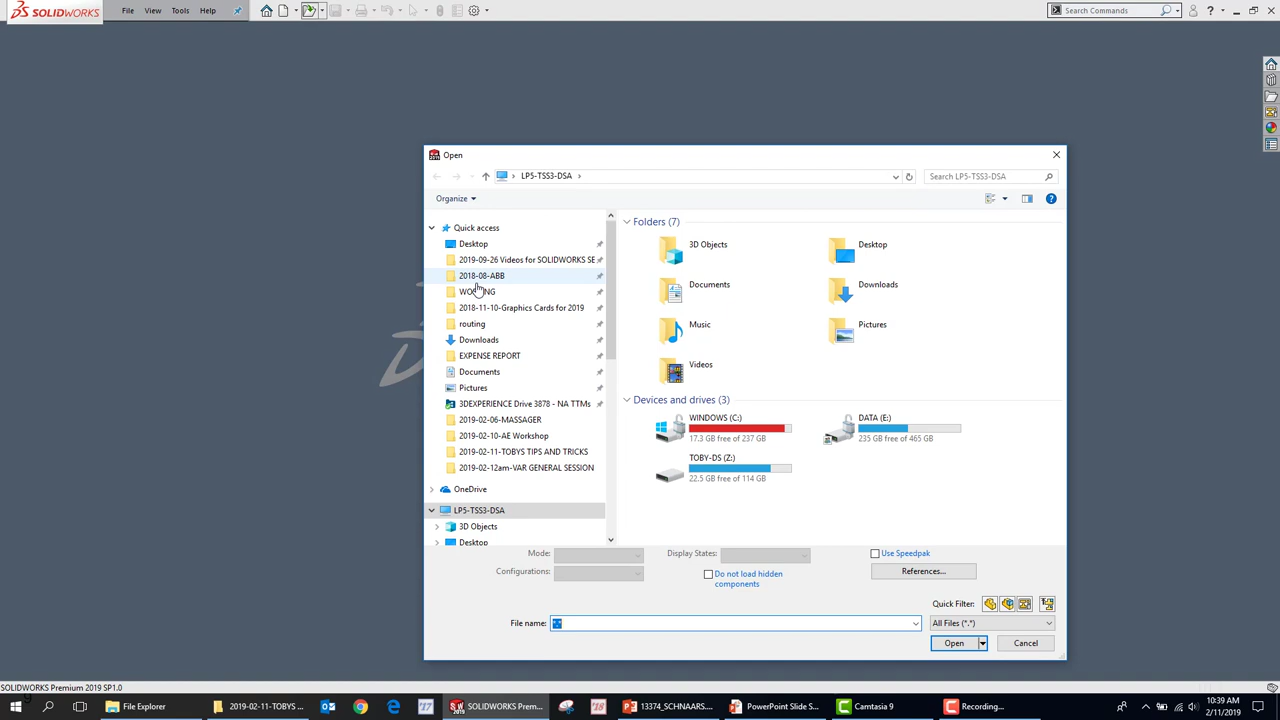 SOLIDWORKS File View Tools Help Search Commands
Open
LP5-TSS3-DSA Search LP5-TSS3-DSA
Organize
Quick access
Desktop
2019-09-26 Videos for SOLIDWORKS SE
2018-08-ABB
2018-11-10-Graphics Cards for 2019
routing
Downloads
EXPENSE REPORT
Documents
Pictures
3DEXPERIENCE Drive 3878 - NA TTMs
2019-02-06-MASSAGER
2019-02-10-AE Workshop
2019-02-11-TOBYS TIPS AND TRICKS
2019-02-12am-VAR GENERAL SESSION
OneDrive
LP5-TSS3-DSA
3D Objects
Desktop
Folders (7)
3D Objects Desktop
Documents Downloads
Music Pictures
Videos
Devices and drives (3)
WINDOWS (C:) DATA (E:)
17.3 GB free of 237 GB 235 GB free of 465 GB
TOBY-DS (Z:)
22.5 GB free of 114 GB
Mode: Display States: Use Speedpak
Configurations: Do not load hidden components References...
Quick Filter:
File name: All Files (*.*)
Open Cancel
SOLIDWORKS Premium 2019 SP1.0
File Explorer 2019-02-11-TOBYS ... '17 SOLIDWORKS Prem... '18 13374_SCHNAARS.... PowerPoint Slide S... Camtasia 9 Recording... 10:39 AM
2/11/2019